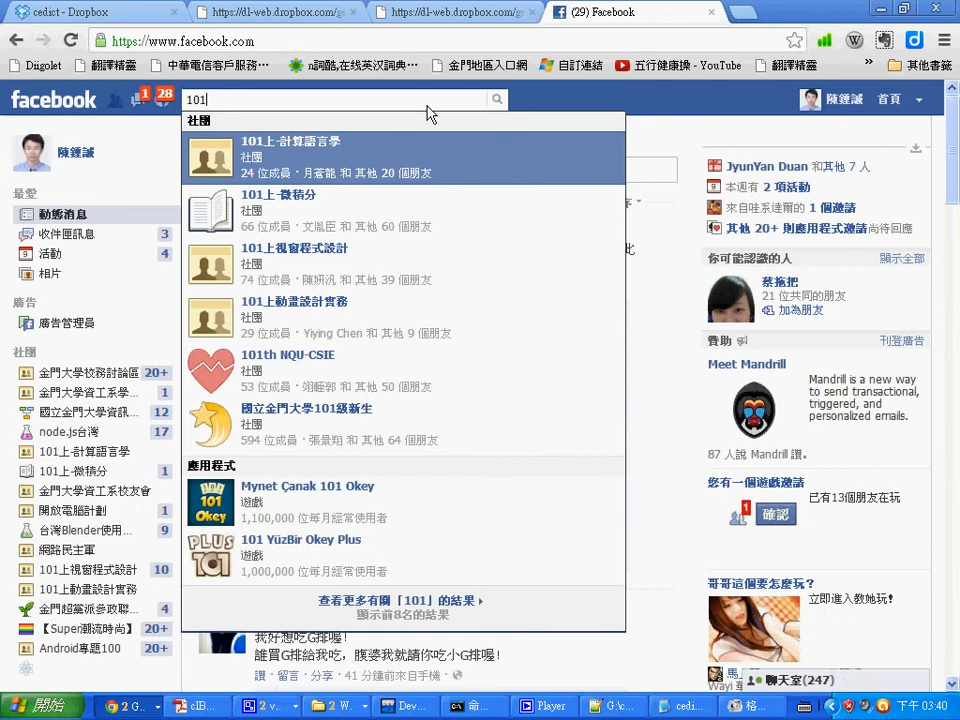 cedict - Dropbox
https://dl-web.dropbox.com/ge
https://dl-web.dropbox.com/ge
(29) Facebook
https://www.facebook.com
Diigolet
翻譯精靈
中華電信客戶服務…
n詞酷,在线英汉词典…
金門地區入口網
自訂連結
五行健康操 - YouTube
翻譯精靈
»
其他書籤
facebook
1
28
101
陳鍾誠
首頁
陳鍾誠
最愛
動態消息
收件匣訊息 3
活動 4
相片
廣告
廣告管理員
社團
金門大學校務討論區 20+
金門大學資工系學… 1
國立金門大學資訊… 12
node.js台灣 17
101上-計算語言學
101上-微積分 1
金門大學資工系校友會
開放電腦計劃 1
台灣Blender使用… 9
網路民主軍
101上視窗程式設計 10
101上動畫設計實務
金門超黨派參政聯… 4
【Super潮流時尚】 20+
Android專題100 20+
社團
101上-計算語言學
社團
24 位成員・月蒼龍 和 其他 20 個朋友
101上-微積分
社團
66 位成員・文胤臣 和 其他 60 個朋友
101上視窗程式設計
社團
74 位成員・陳姸汎 和 其他 39 個朋友
101上動畫設計實務
社團
29 位成員・Yiying Chen 和 其他 9 個朋友
101th NQU-CSIE
社團
53 位成員・翊輊郭 和 其他 50 個朋友
國立金門大學101級新生
社團
594 位成員・張景翔 和 其他 64 個朋友
應用程式
Mynet Çanak 101 Okey
遊戲
1,100,000 位每月經常使用者
101 YüzBir Okey Plus
遊戲
1,000,000 位每月經常使用者
查看更多有關「101」的結果
顯示前8名的結果
我好想吃G排喔!
誰買G排給我吃，腹婆我就請你吃小G排喔!
讚・留言・分享・41 分鐘前來自手機・
JyunYan Duan 和其他 7 人
本週有 2 項活動
來自哇系達爾的 1 個邀請
其他 20+ 則應用程式邀請尚待回應
你可能認識的人 顯示全部
蔡拖把
21 位共同的朋友
加為朋友
贊助 刊登廣告
Meet Mandrill
Mandrill is a new way
to send transactional,
triggered, and
personalized emails.
87 人說 Mandrill 讚。
您有一個遊戲邀請
已有13個朋友在玩
1
確認
哥哥這個要怎麼玩?
立即進入教她玩!
聊天室(247)
開始
2 G..
clB...
2 v..
2 W..
Dev...
命...
Player
G:\c...
cedi...
格...
下午 03:40